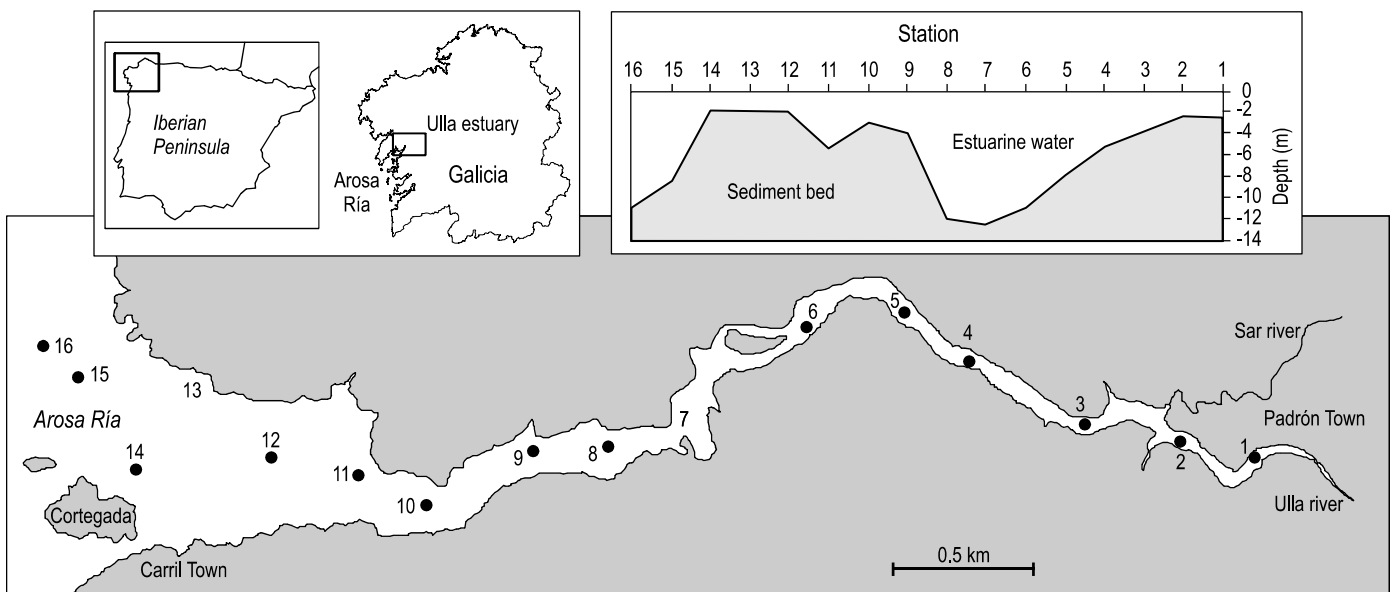 Iberian
Peninsula
Ulla estuary
Arosa
Ría
Galicia
Station
16 15 14 13 12 11 10 9 8 7 6 5 4 3 2 1
0
-2
-4
-6
-8
-10
-12
-14
Depth (m)
Estuarine water
Sediment bed
16
15
13
Arosa Ría
14
12
11
10
9
8
7
6
5
4
3
2
1
Sar river
Padrón Town
Ulla river
Cortegada
Carril Town
0.5 km